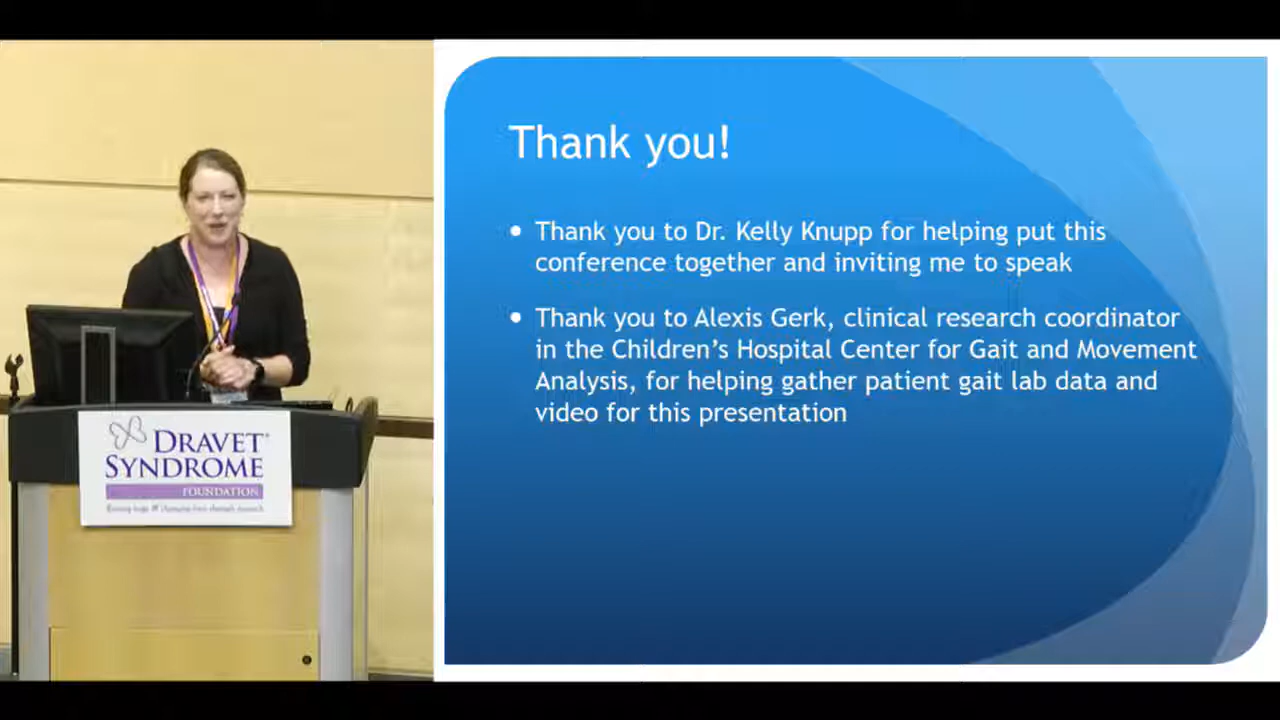 Thank you!
• Thank you to Dr. Kelly Knupp for helping put this
conference together and inviting me to speak
• Thank you to Alexis Gerk, clinical research coordinator
in the Children's Hospital Center for Gait and Movement
Analysis, for helping gather patient gait lab data and
video for this presentation
DRAVET®
SYNDROME
FOUNDATION